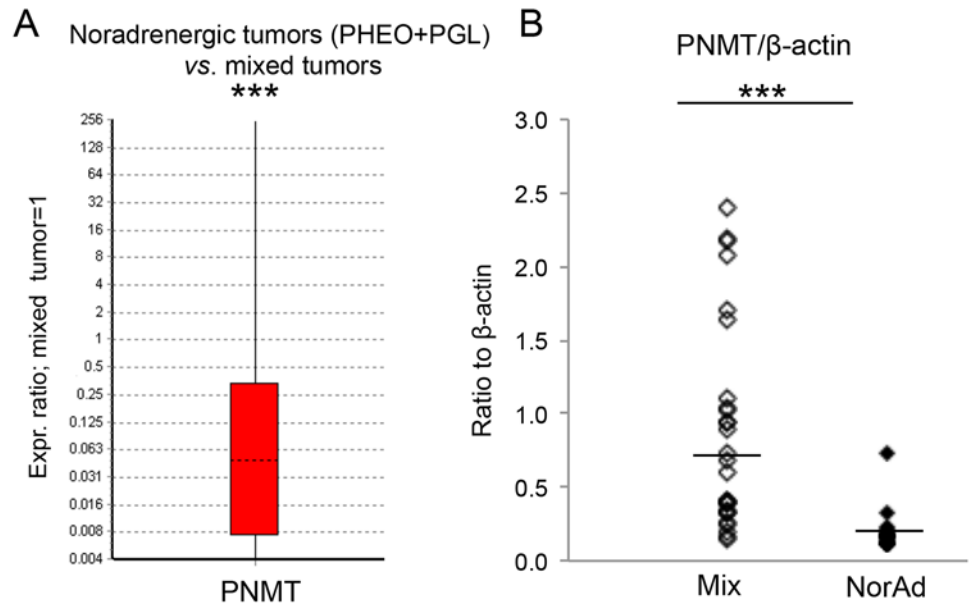 A
Noradrenergic tumors (PHEO+PGL)
vs. mixed tumors
***
256
128
64
32
16
8
4
2
1
0.5
0.25
0.125
0.063
0.031
0.016
0.008
0.004
Expr. ratio; mixed tumor=1
PNMT
B
PNMT/β-actin
***
3.0
2.5
2.0
1.5
1.0
0.5
0.0
Ratio to β-actin
Mix NorAd